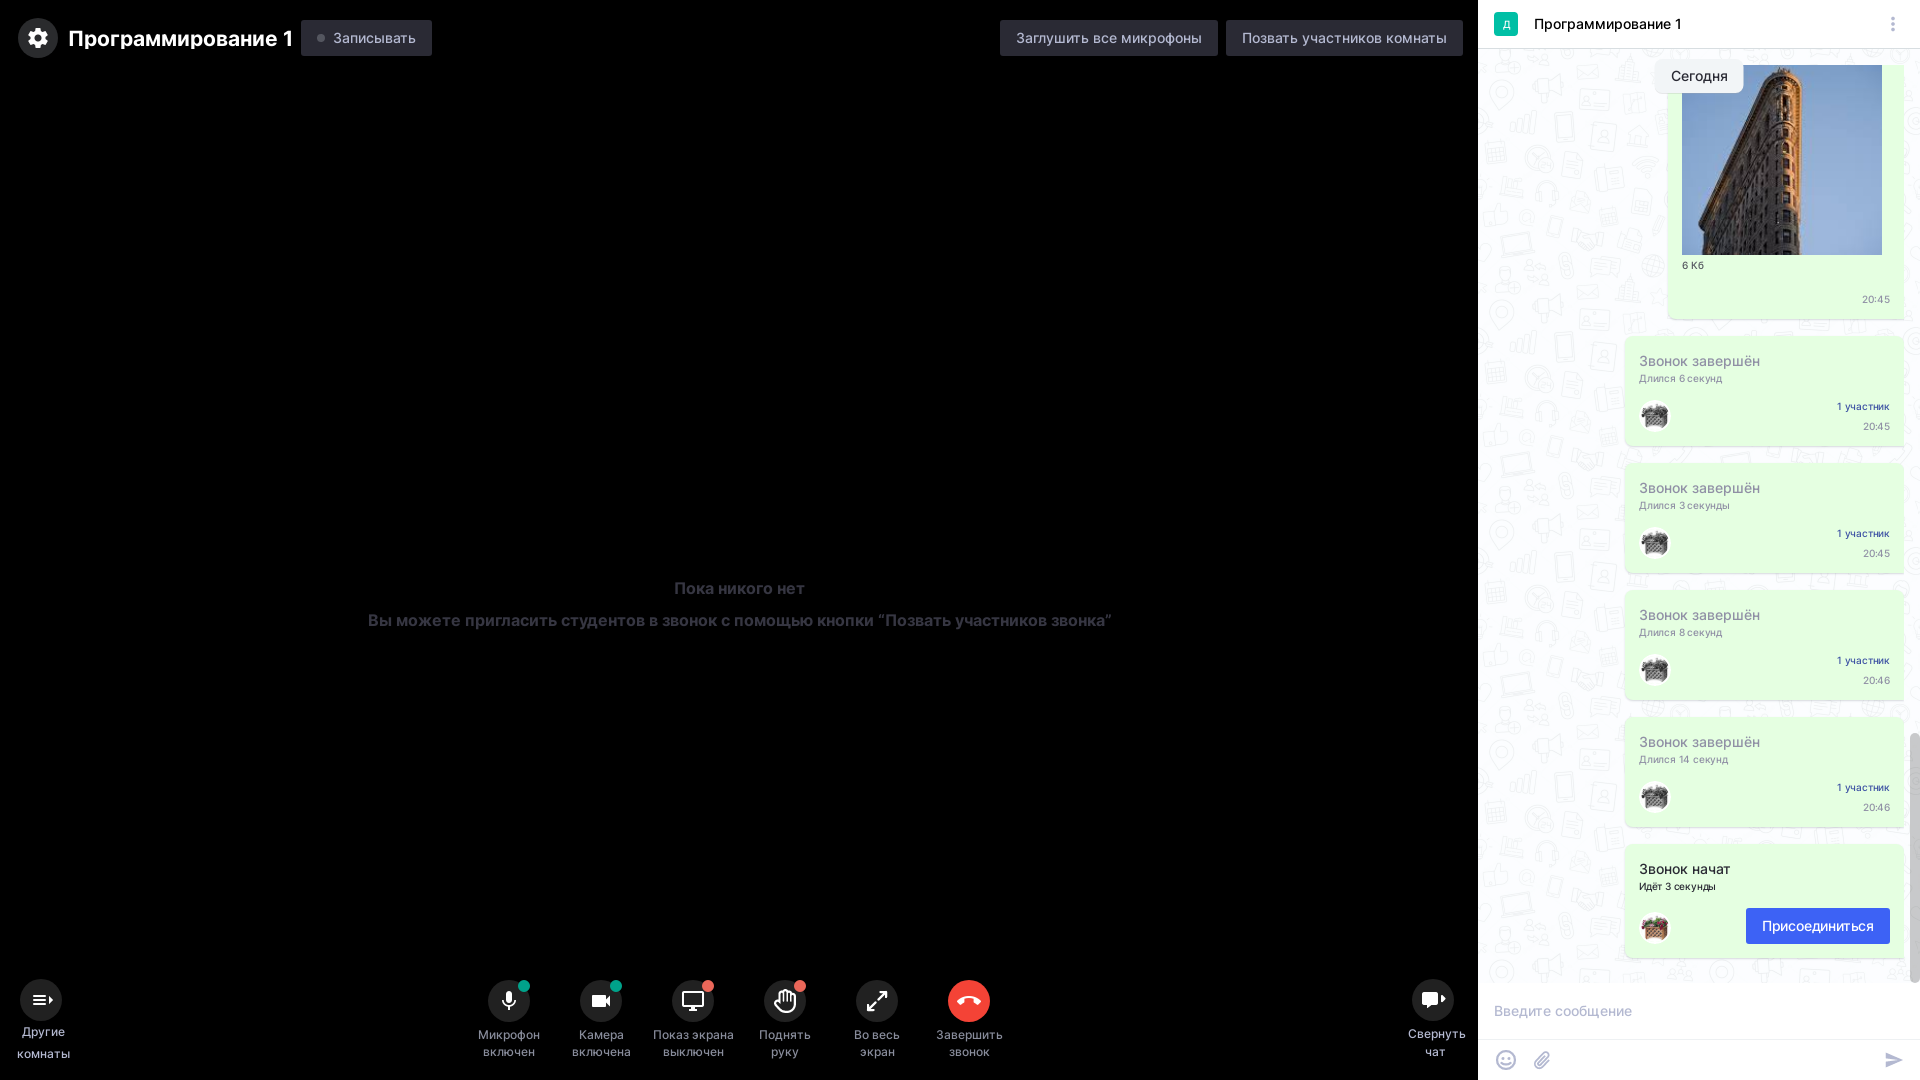 Программирование 1
Записывать
Заглушить все микрофоны
Позвать участников комнаты
Пока никого нет
Вы можете пригласить студентов в звонок с помощью кнопки “Позвать участников звонка”
Другие
комнаты
Микрофон
включен
Камера
включена
Показ экрана
выключен
Поднять
руку
Во весь
экран
Завершить
звонок
Свернуть
чат
Д
Программирование 1
Сегодня
6 Кб
20:45
Звонок завершён
Длился 6 секунд
1 участник
20:45
Звонок завершён
Длился 3 секунды
1 участник
20:45
Звонок завершён
Длился 8 секунд
1 участник
20:46
Звонок завершён
Длился 14 секунд
1 участник
20:46
Звонок начат
Идёт 3 секунды
Присоединиться
Введите сообщение